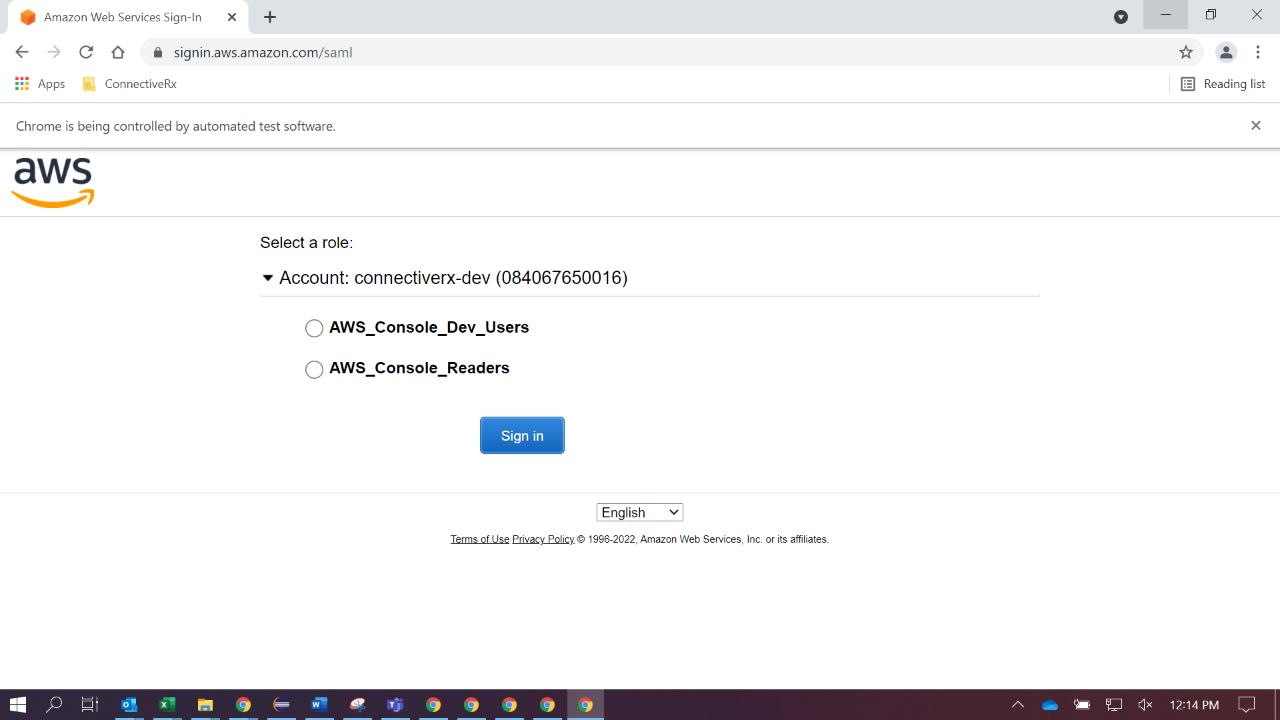 Amazon Web Services Sign-In
signin.aws.amazon.com/saml
Apps
ConnectiveRx
Reading list
Chrome is being controlled by automated test software.
aws
Select a role:
Account: connectiverx-dev (084067650016)
AWS_Console_Dev_Users
AWS_Console_Readers
Sign in
English
Terms of Use Privacy Policy © 1996-2022, Amazon Web Services, Inc. or its affiliates.
12:14 PM